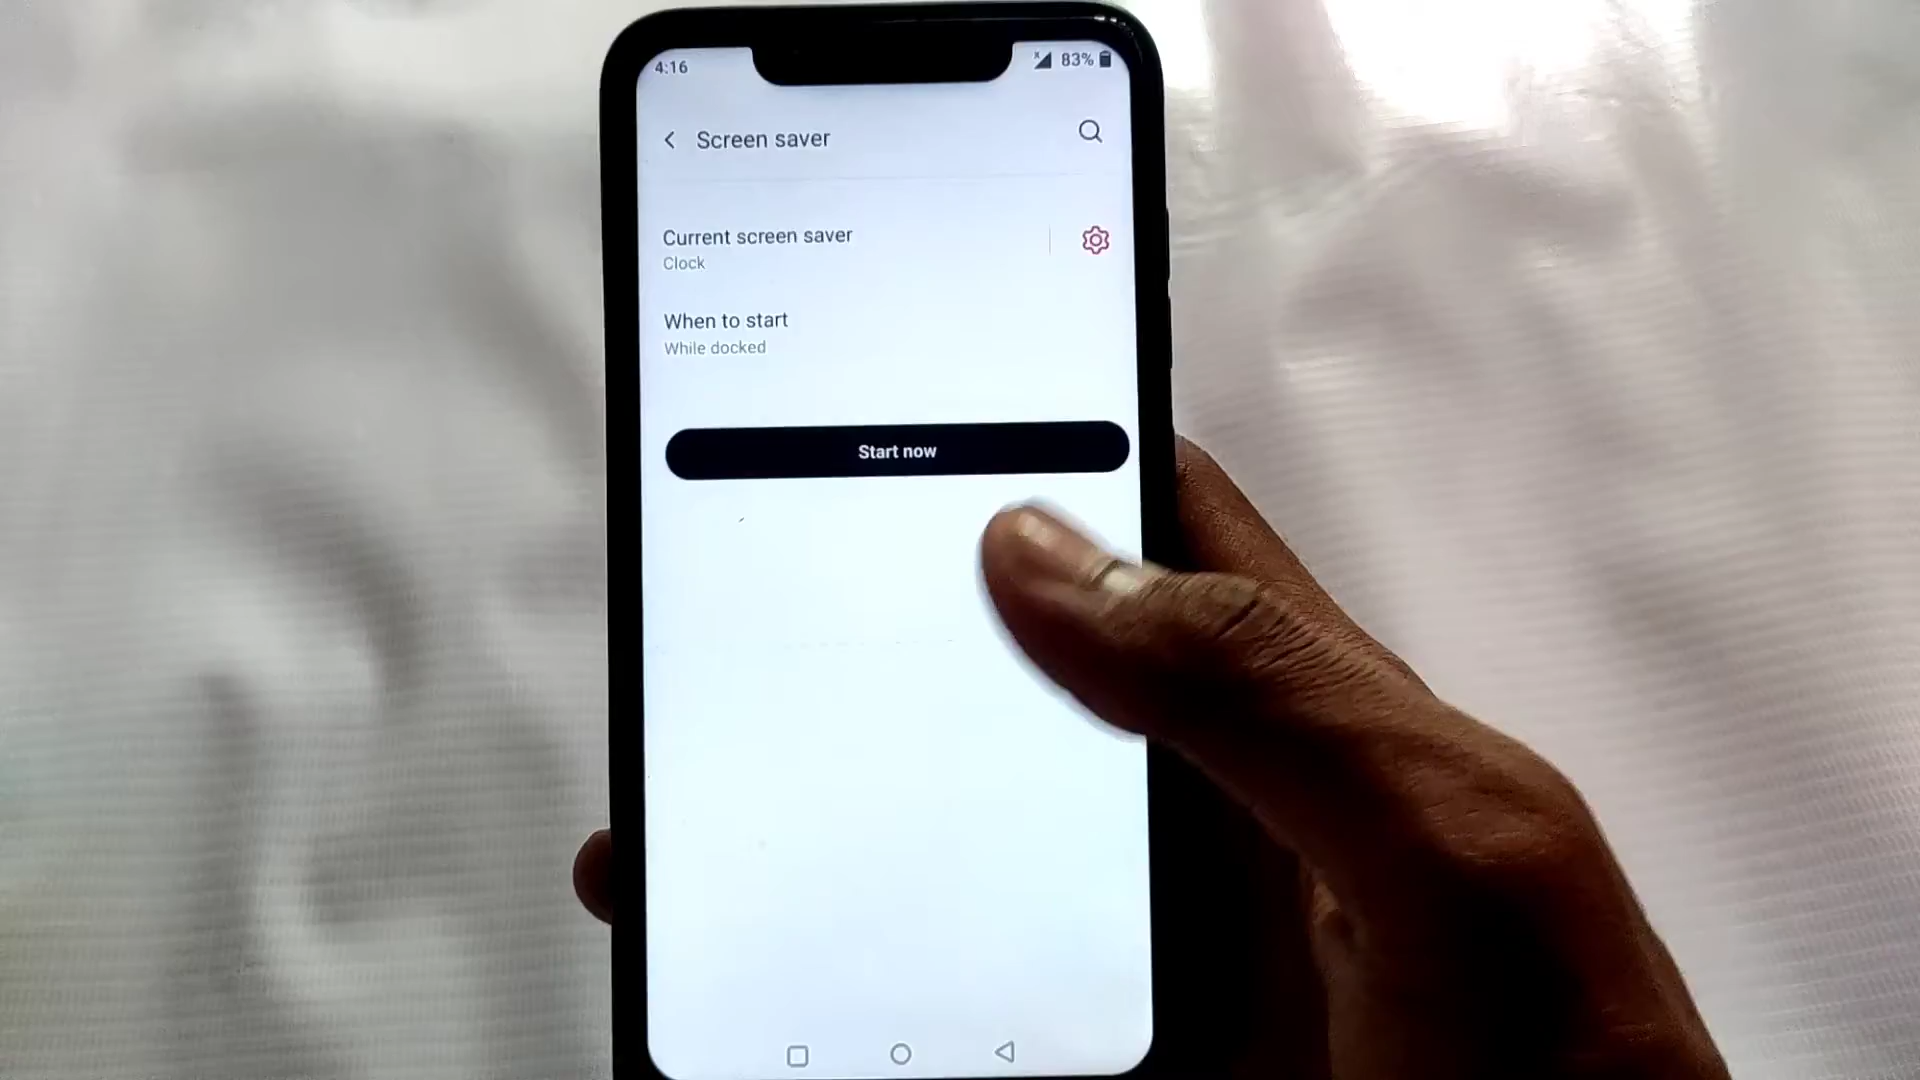 4:16
83%
Screen saver
Current screen saver
Clock
When to start
While docked
Start now